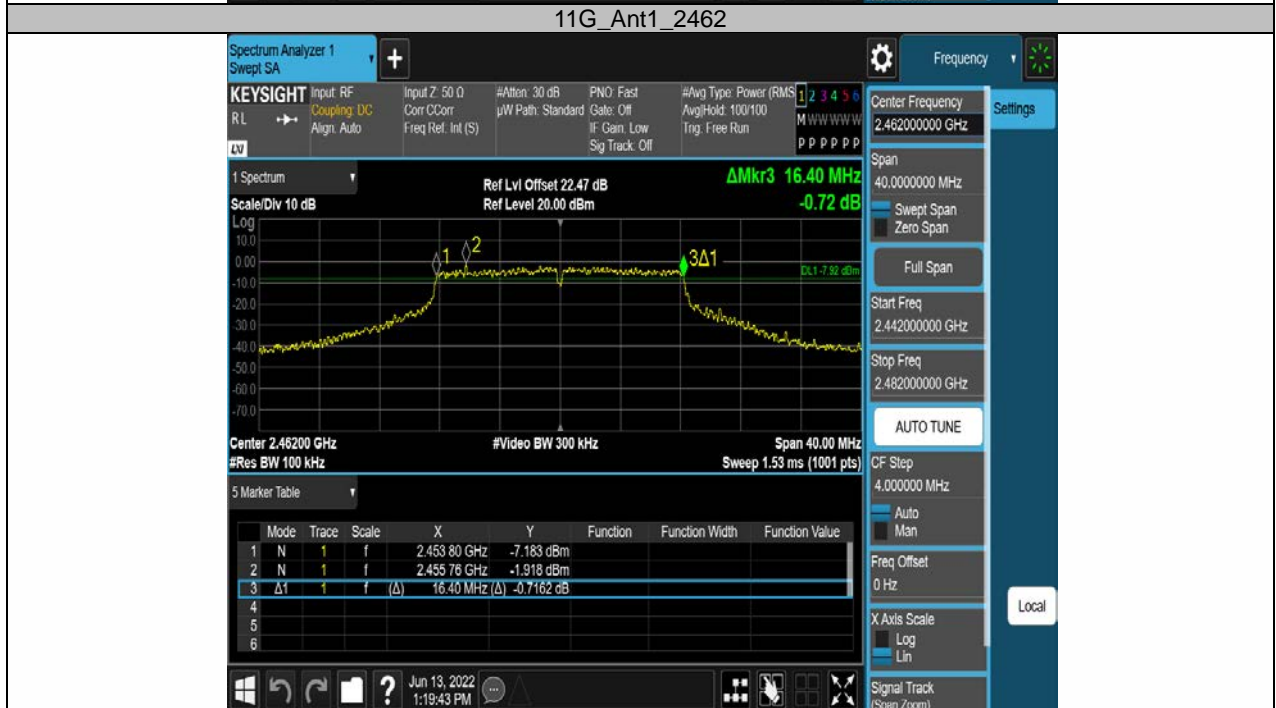 11G_Ant1_2462
Spectrum Analyzer 1
Swept SA
+
Frequency
KEYSIGHT
Input: RF
Input Z: 50 Ω
#Atten: 30 dB
PNO: Fast
#Avg Type: Power (RMS
1 2 3 4 5 6
RL
Coupling: DC
Corr CCorr
µW Path: Standard
Gate: Off
Avg|Hold: 100/100
M W W W W W
Align: Auto
Freq Ref: Int (S)
IF Gain: Low
Trig: Free Run
Sig Track: Off
P P P P P P
LV
Center Frequency
2.462000000 GHz
Settings
1 Spectrum
Ref Lvl Offset 22.47 dB
ΔMkr3 16.40 MHz
Scale/Div 10 dB
Ref Level 20.00 dBm
-0.72 dB
Log
10.0
0.00
-10.0
-20.0
-30.0
-40.0
-50.0
-60.0
-70.0
1
2
3Δ1
DL1 -7.92 dBm
Center 2.46200 GHz
#Video BW 300 kHz
Span 40.00 MHz
#Res BW 100 kHz
Sweep 1.53 ms (1001 pts)
Span
40.0000000 MHz
Swept Span
Zero Span
Full Span
Start Freq
2.442000000 GHz
Stop Freq
2.482000000 GHz
AUTO TUNE
CF Step
4.000000 MHz
Auto
Man
Freq Offset
0 Hz
X Axis Scale
Log
Lin
Signal Track
(Span Zoom)
Local
5 Marker Table
Mode Trace Scale X Y Function Function Width Function Value
1 N 1 f 2.453 80 GHz -7.183 dBm
2 N 1 f 2.455 76 GHz -1.918 dBm
3 Δ1 1 f (Δ) 16.40 MHz (Δ) -0.7162 dB
4
5
6
?
Jun 13, 2022
1:19:43 PM